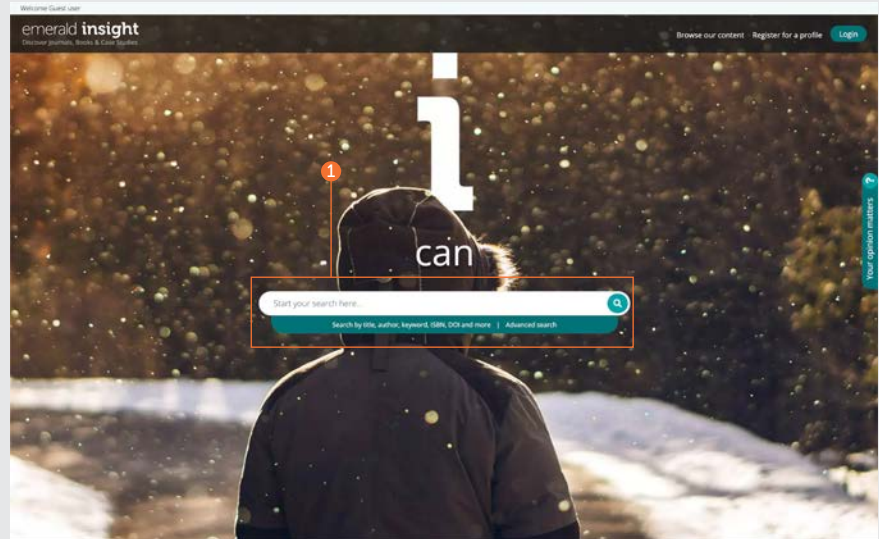 Welcome Guest user
emerald insight
Discover Journals, Books & Case Studies
Browse our content
Register for a profile
Login
i
1
can
Your opinion matters ?
Start your search here...
Search by title, author, keyword, ISBN, DOI and more | Advanced search